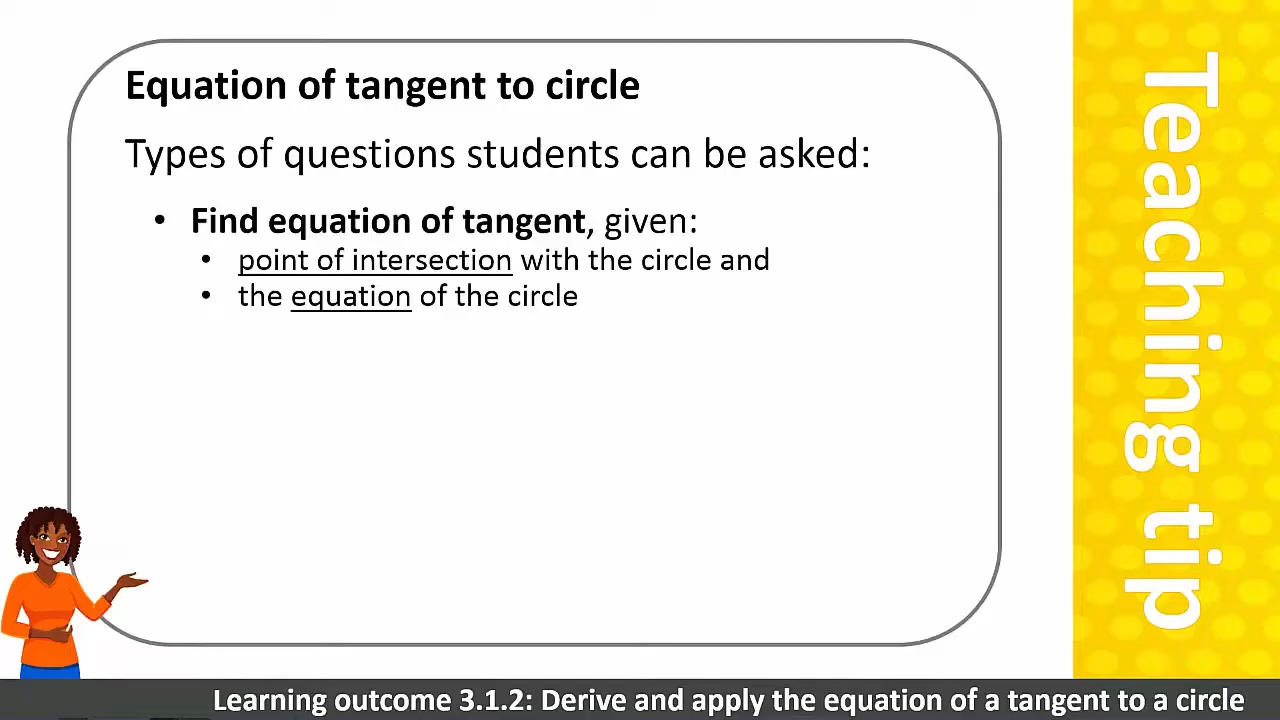 Equation of tangent to circle
Types of questions students can be asked:
• Find equation of tangent, given:
• point of intersection with the circle and
• the equation of the circle
Teaching tip
Learning outcome 3.1.2: Derive and apply the equation of a tangent to a circle